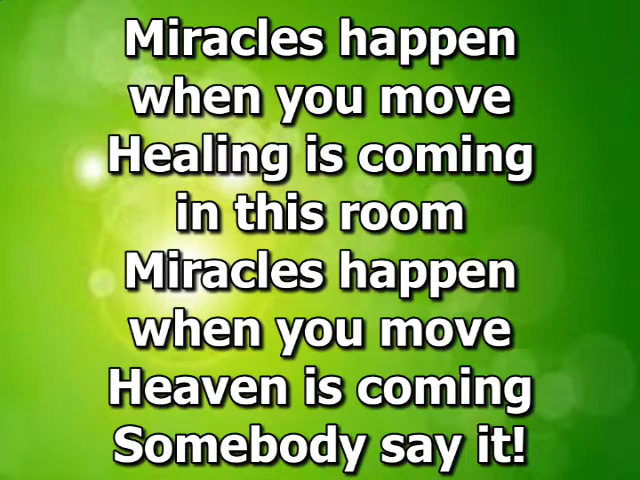 Miracles happen
when you move
Healing is coming
in this room
Miracles happen
when you move
Heaven is coming
Somebody say it!